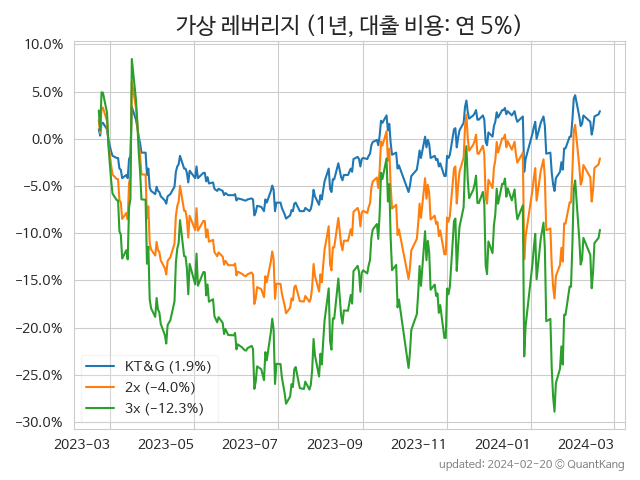 가상 레버리지 (1년, 대출 비용: 연 5%)
10.0%
5.0%
0.0%
−5.0%
−10.0%
−15.0%
−20.0%
−25.0%
−30.0%
KT&G (1.9%)
2x (−4.0%)
3x (−12.3%)
2023-03 2023-05 2023-07 2023-09 2023-11 2024-01 2024-03
updated: 2024-02-20 © QuantKang